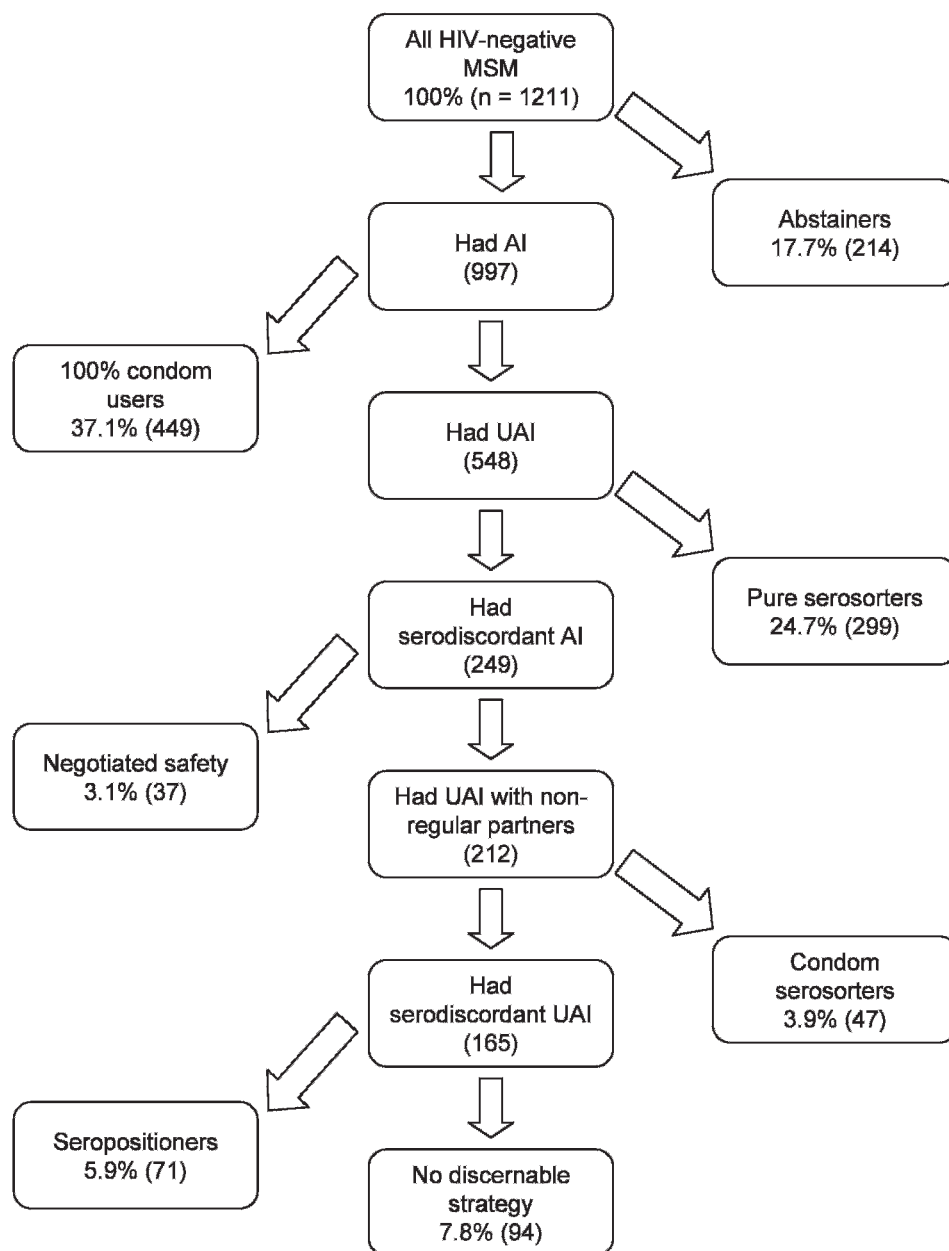 All HIV-negative
MSM
100% (n = 1211)
Abstainers
17.7% (214)
Had AI
(997)
100% condom
users
37.1% (449)
Had UAI
(548)
Pure serosorters
24.7% (299)
Had
serodiscordant AI
(249)
Negotiated safety
3.1% (37)
Had UAI with non-
regular partners
(212)
Condom
serosorters
3.9% (47)
Had
serodiscordant UAI
(165)
Seropositioners
5.9% (71)
No discernable
strategy
7.8% (94)